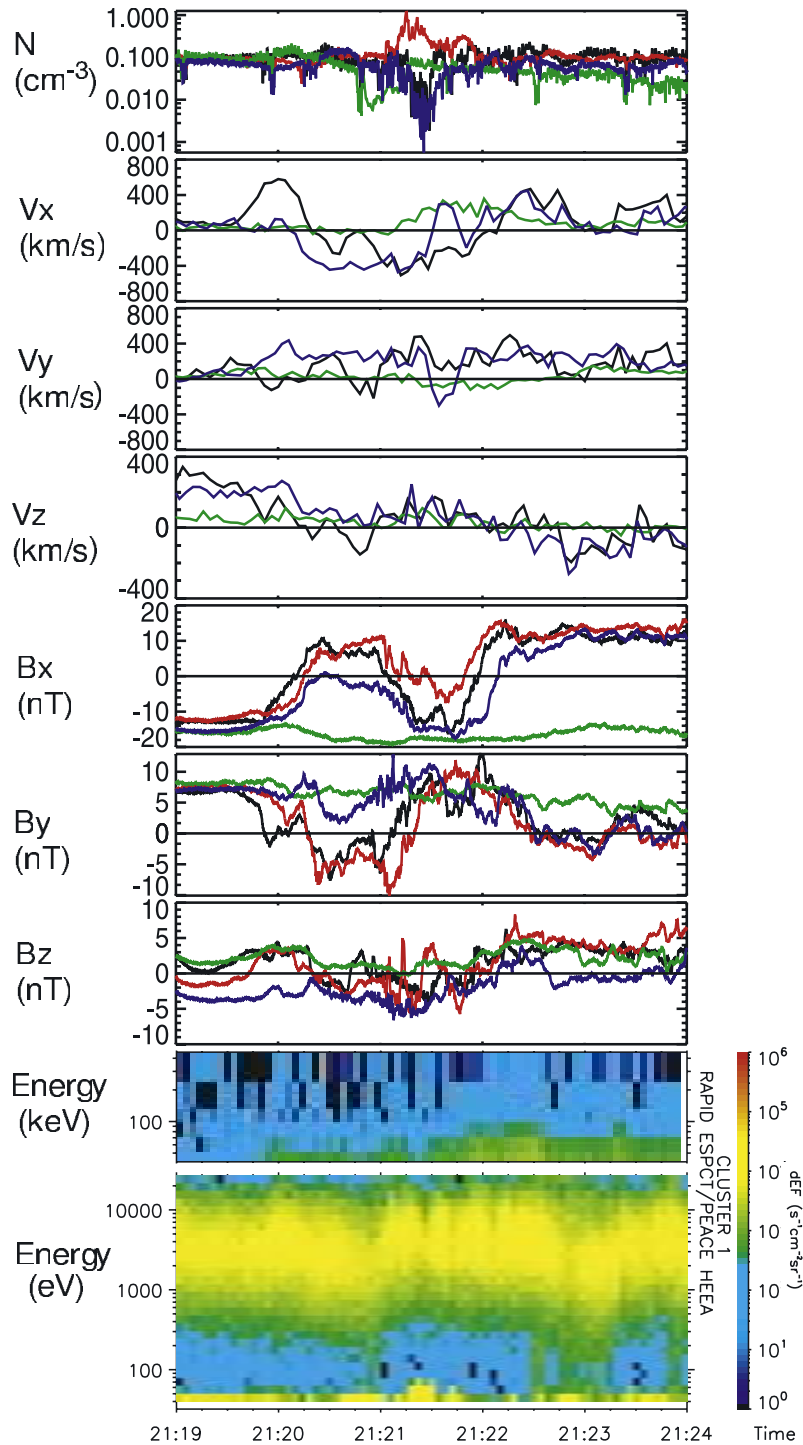 N
(cm-3)
1.000
0.100
0.010
0.001
Vx
(km/s)
800
400
0
-400
-800
Vy
(km/s)
800
400
0
-400
-800
Vz
(km/s)
400
0
-400
Bx
(nT)
20
10
0
-10
-20
By
(nT)
10
5
0
-5
-10
Bz
(nT)
10
5
0
-5
-10
Energy
(keV)
100
Energy
(eV)
10000
1000
100
CLUSTER 1
RAPID ESPCT/PEACE HEEA
10^6
10^5
10
10
10
10^1
10^0
dEF (s-1cm-2sr-1)
21:19 21:20 21:21 21:22 21:23 21:24 Time